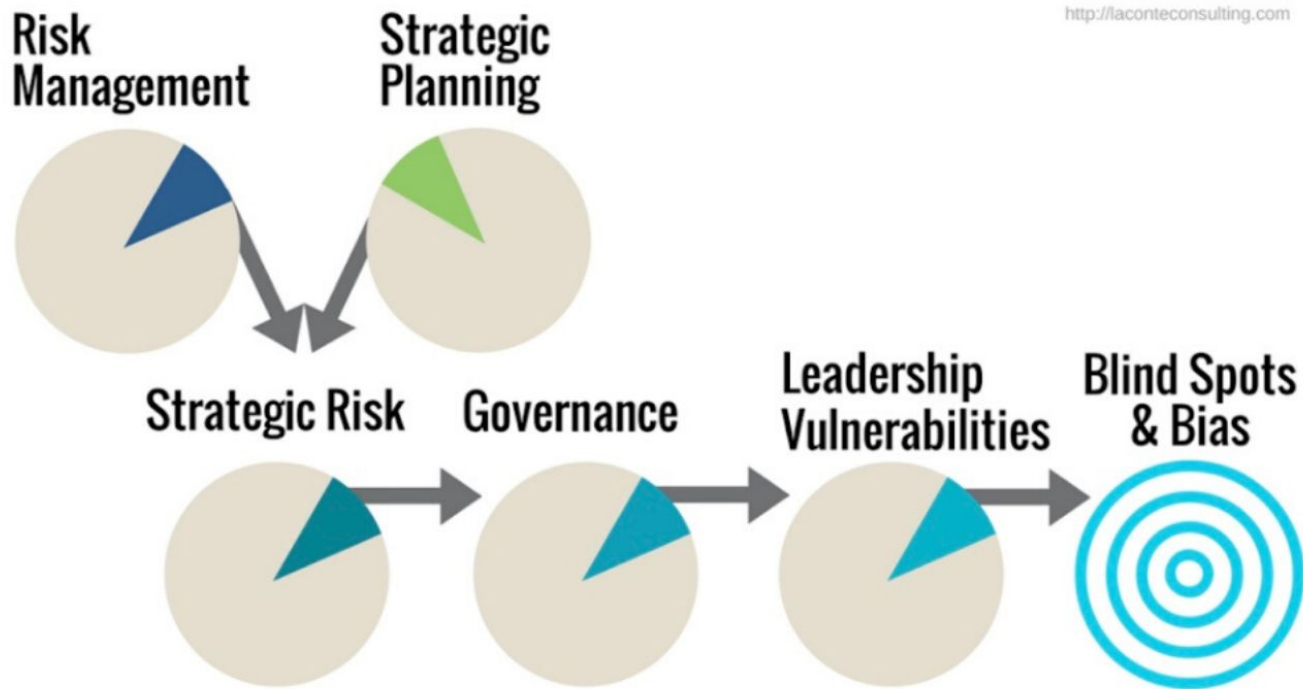 http://laconteconsulting.com
Risk
Management
Strategic
Planning
Strategic Risk
Governance
Leadership
Vulnerabilities
Blind Spots
& Bias